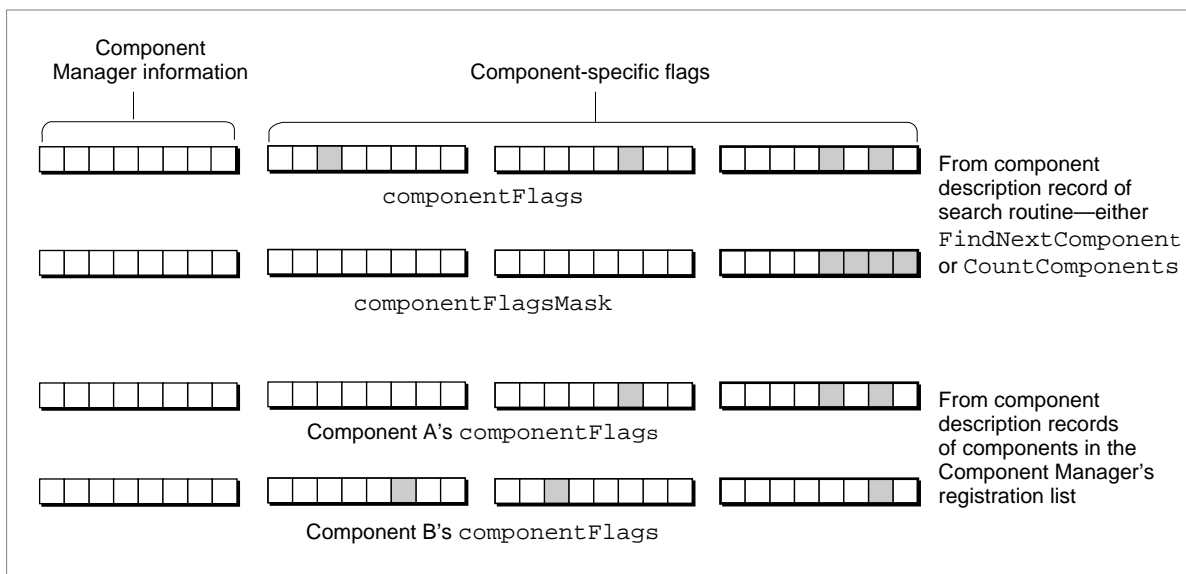 Component
Manager information
Component-specific flags
componentFlags
From component
description record of
search routine—either
FindNextComponent
or CountComponents
componentFlagsMask
Component A's componentFlags
From component
description records
of components in the
Component Manager's
registration list
Component B's componentFlags